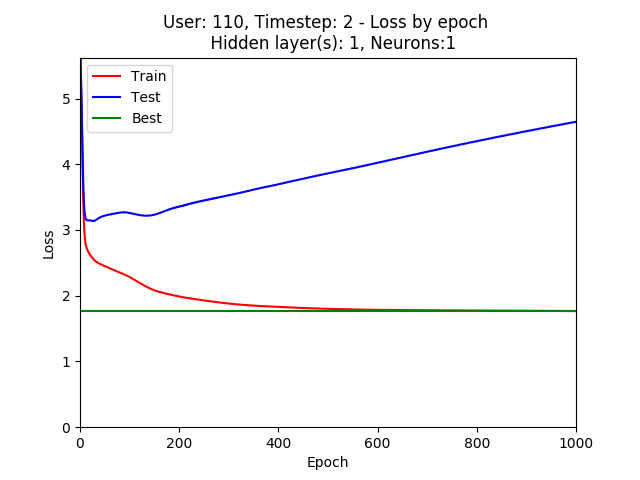 User: 110, Timestep: 2 - Loss by epoch
Hidden layer(s): 1, Neurons:1
Train
Test
Best
Loss
5
4
3
2
1
0
0 200 400 600 800 1000
Epoch